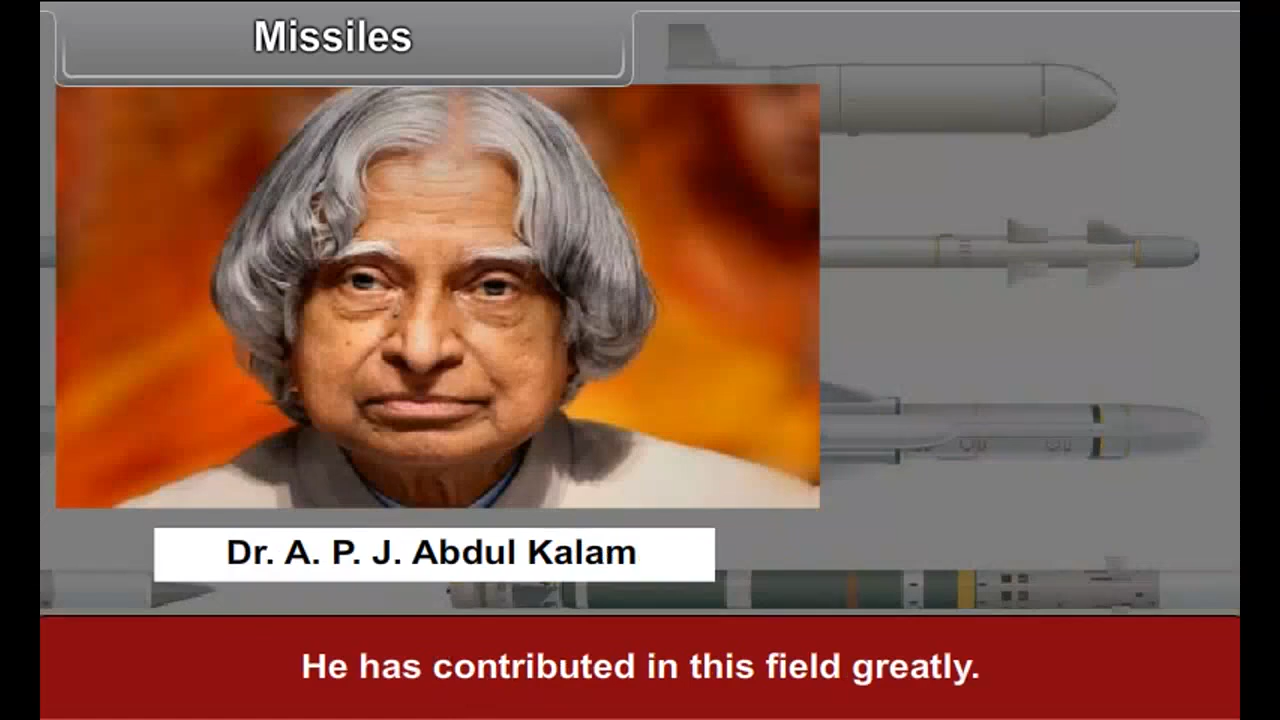 Missiles
Dr. A. P. J. Abdul Kalam
He has contributed in this field greatly.